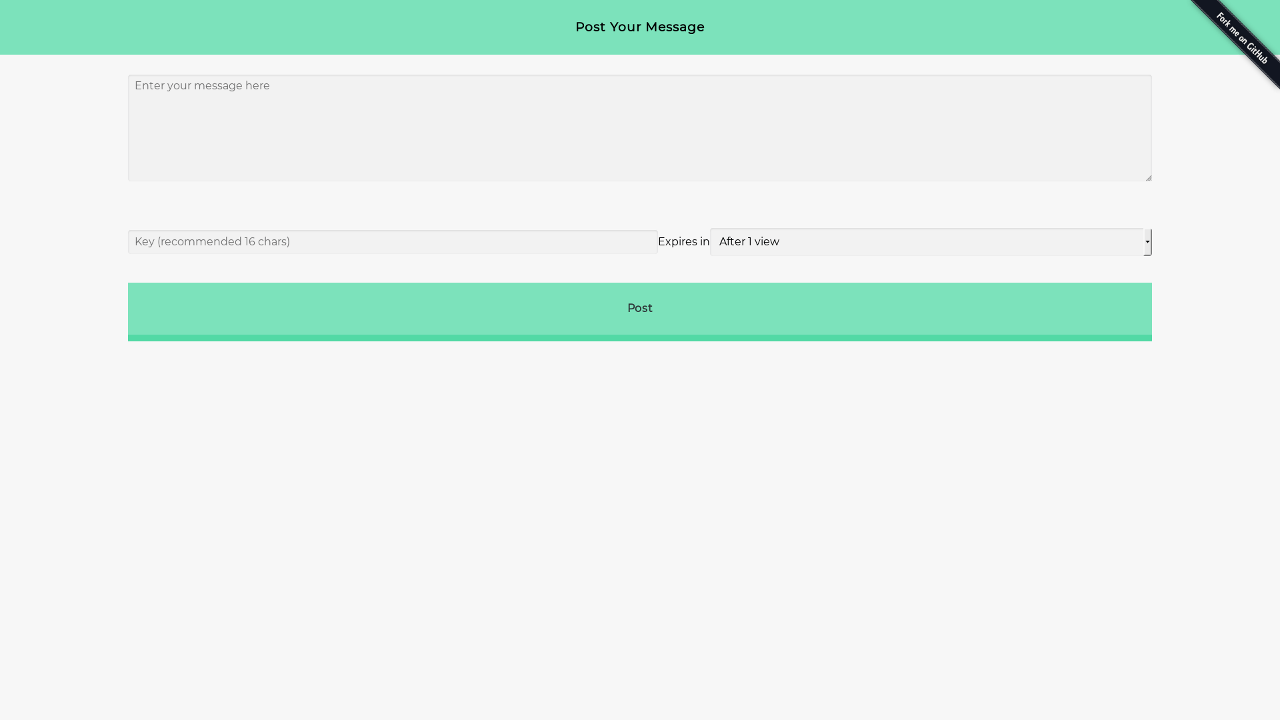 Post Your Message
Fork me on GitHub
Enter your message here
Key (recommended 16 chars)
Expires in
After 1 view
Post